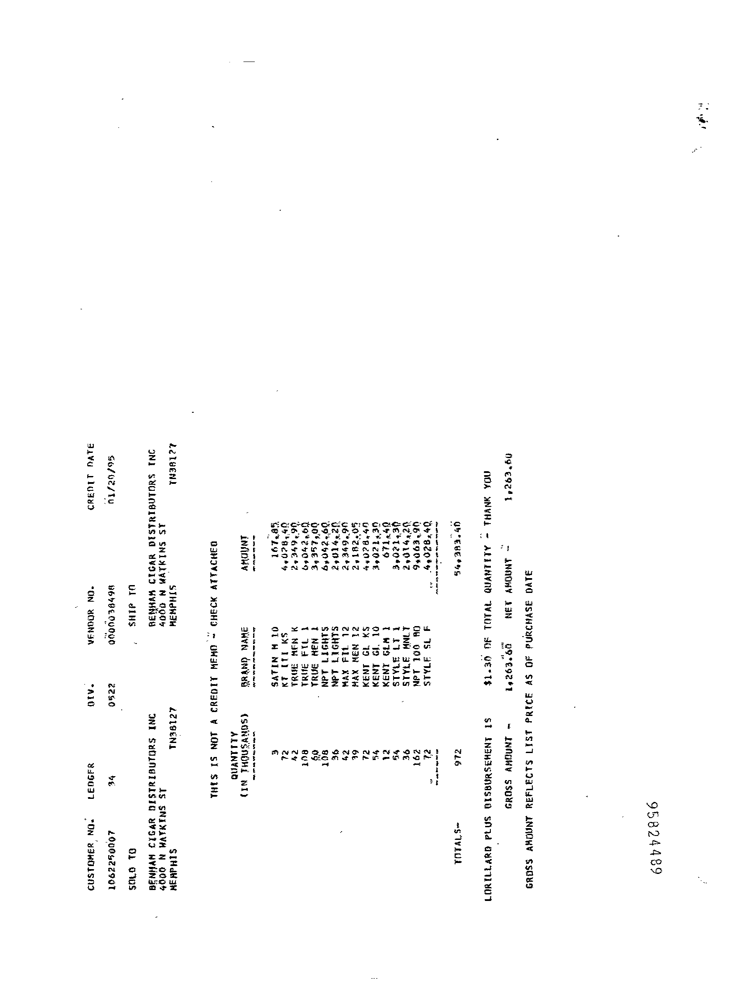 CUSTOMER NO. LEDGER DIV. VENDOR NO. CREDIT DATE
1062250007 34 0522 0000038498 01/20/95
SOLD TO SHIP TO
BENHAM CIGAR DISTRIBUTORS INC BENHAM CIGAR DISTRIBUTORS INC
4000 N WATKINS ST 4000 N WATKINS ST
MEMPHIS TN38127 MEMPHIS TN38127
THIS IS NOT A CREDIT MEMO - CHECK ATTACHED
QUANTITY
(IN THOUSANDS) BRAND NAME AMOUNT
-------- ---------- ------
3 SATIN M 10 167.85
72 KT ITI KS 4,028.40
42 TRUE MEN K 2,349.90
108 TRUE FIL 1 6,042.60
60 TRUE MEN 1 3,357.00
108 NPT LIGHTS 6,042.60
36 NPT LIGHTS 2,014.20
42 MAX FIL 12 2,349.90
39 MAX MEN 12 2,182.05
72 KENT GL KS 4,028.40
54 KENT GL 10 3,021.30
12 KENT GLM 1 671.40
54 STYLE LT 1 3,021.30
36 STYLE MNLT 2,014.20
162 NPT 100 BO 9,063.90
72 STYLE SL F 4,028.40
TOTALS- 972 54,383.40
LORILLARD PLUS DISBURSEMENT IS $1.30 OF TOTAL QUANTITY - THANK YOU
GROSS AMOUNT - 1,263.60 NET AMOUNT - 1,263.60
GROSS AMOUNT REFLECTS LIST PRICE AS OF PURCHASE DATE
95824489